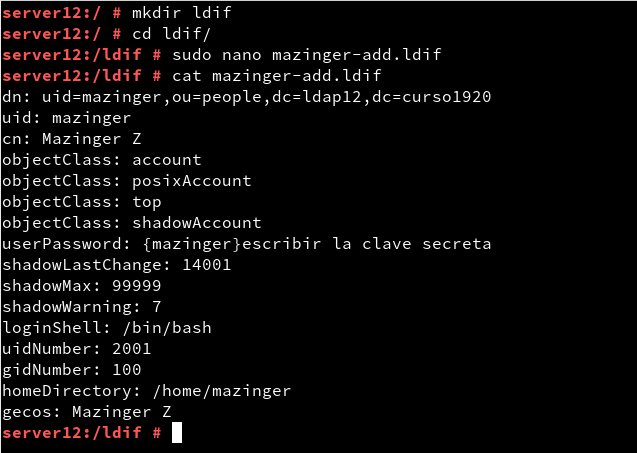 server12:/ # mkdir ldif
server12:/ # cd ldif/
server12:/ldif # sudo nano mazinger-add.ldif
server12:/ldif # cat mazinger-add.ldif
dn: uid=mazinger,ou=people,dc=ldap12,dc=curso1920
uid: mazinger
cn: Mazinger Z
objectClass: account
objectClass: posixAccount
objectClass: top
objectClass: shadowAccount
userPassword: {mazinger}escribir la clave secreta
shadowLastChange: 14001
shadowMax: 99999
shadowWarning: 7
loginShell: /bin/bash
uidNumber: 2001
gidNumber: 100
homeDirectory: /home/mazinger
gecos: Mazinger Z
server12:/ldif #